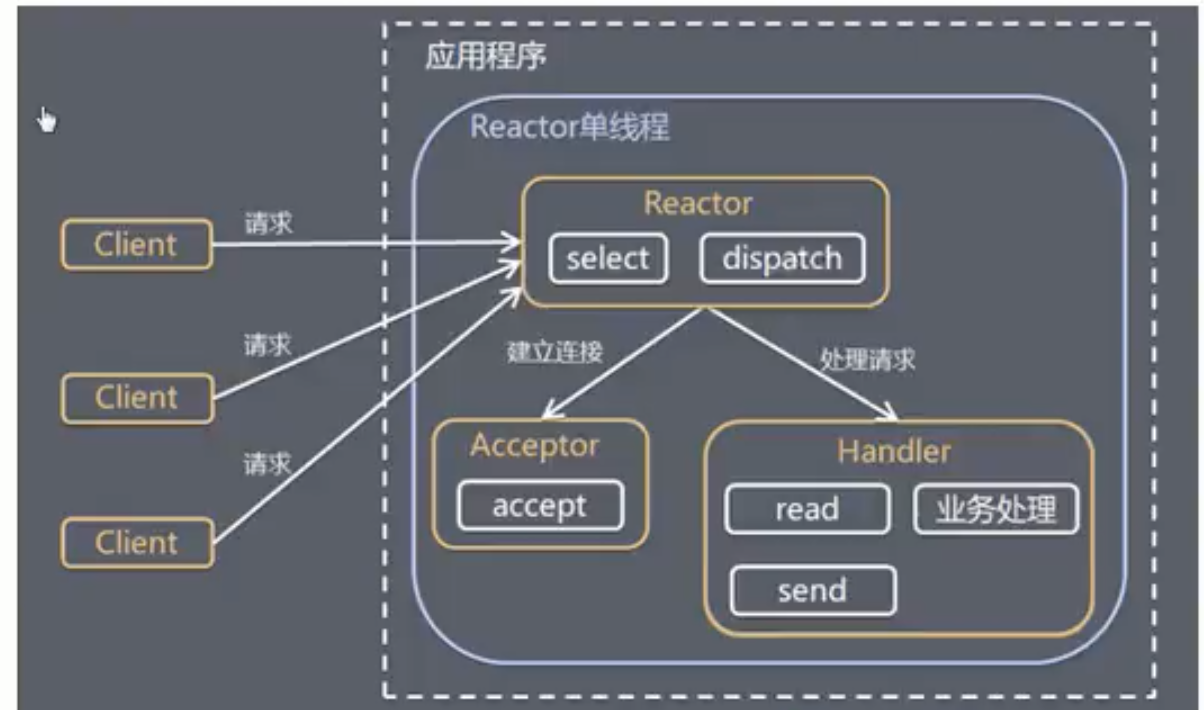 应用程序
Reactor单线程
Reactor
select
dispatch
Client
请求
Client
请求
Client
请求
建立连接
处理请求
Acceptor
accept
Handler
read
业务处理
send